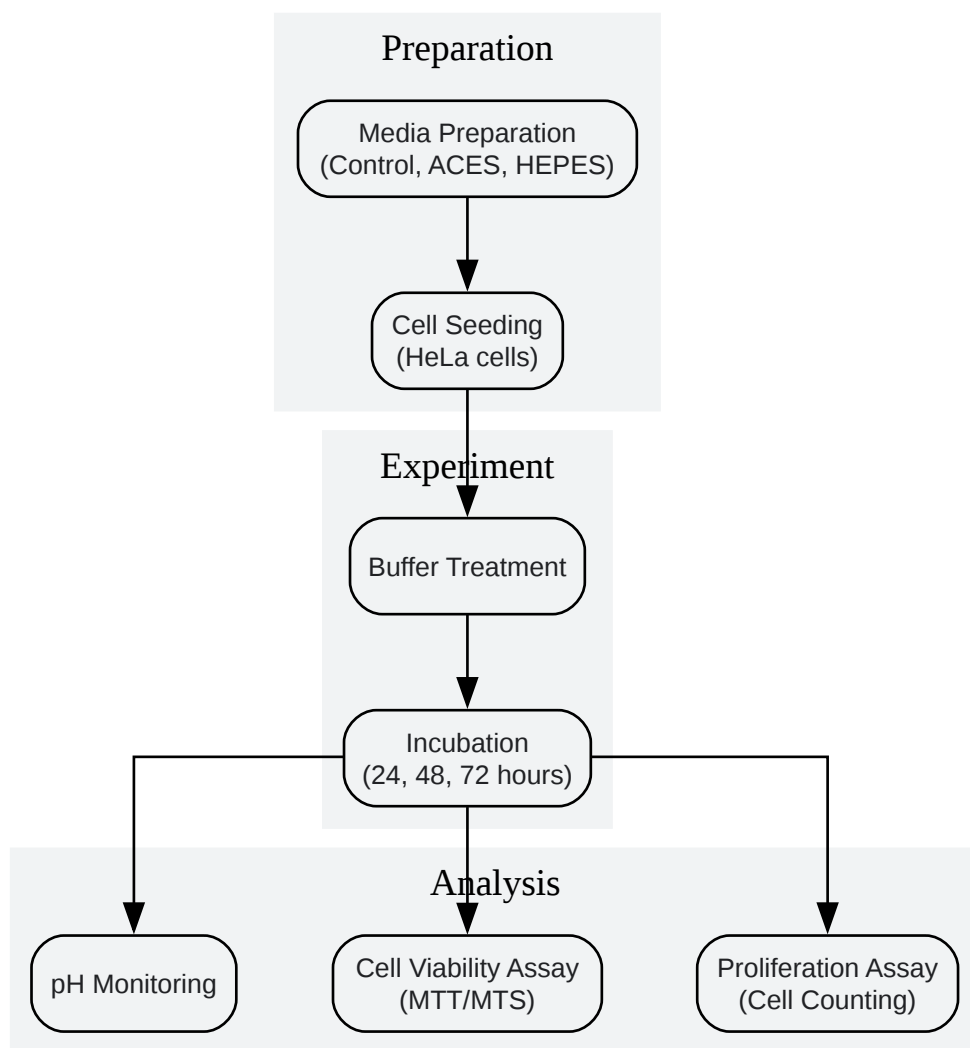 Preparation
Media Preparation
(Control, ACES, HEPES)
Cell Seeding
(HeLa cells)
Experiment
Buffer Treatment
Incubation
(24, 48, 72 hours)
Analysis
pH Monitoring
Cell Viability Assay
(MTT/MTS)
Proliferation Assay
(Cell Counting)